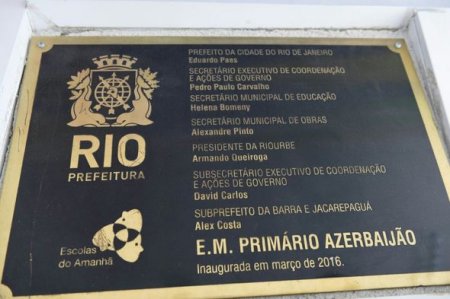 PREFEITO DA CIDADE DO RIO DE JANEIRO
Eduardo Paes
SECRETÁRIO EXECUTIVO DE COORDENAÇÃO
E AÇÕES DE GOVERNO
Pedro Paulo Carvalho
SECRETÁRIO MUNICIPAL DE EDUCAÇÃO
Helena Bomeny
SECRETÁRIO MUNICIPAL DE OBRAS
Alexandre Pinto
PRESIDENTE DA RIOURBE
Armando Queiroga
SUBSECRETÁRIO EXECUTIVO DE COORDENAÇÃO
E AÇÕES DE GOVERNO
David Carlos
SUBPREFEITO DA BARRA E JACAREPAGUÁ
Alex Costa
E.M. PRIMÁRIO AZERBAIJÃO
Inaugurada em março de 2016.
RIO
PREFEITURA
Escolas
do Amanhã